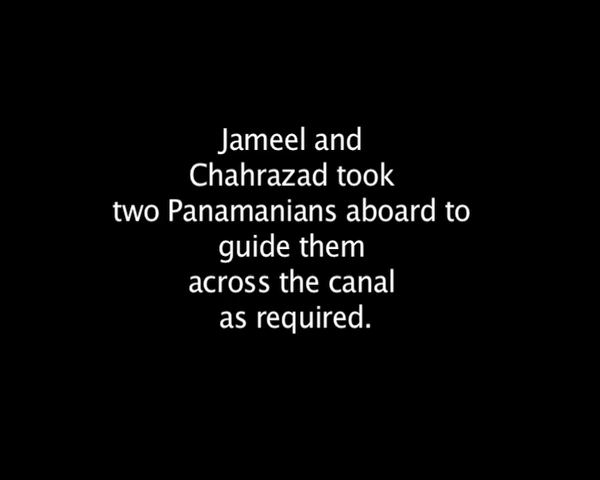 Jameel and
Chahrazad took
two Panamanians aboard to
guide them
across the canal
as required.